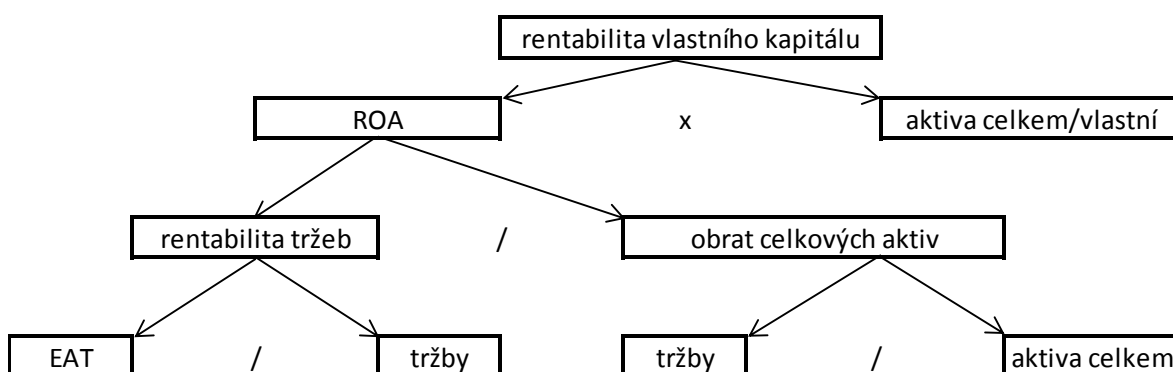 rentabilita vlastního kapitálu
ROA x aktiva celkem/vlastní
rentabilita tržeb / obrat celkových aktiv
EAT / tržby tržby / aktiva celkem